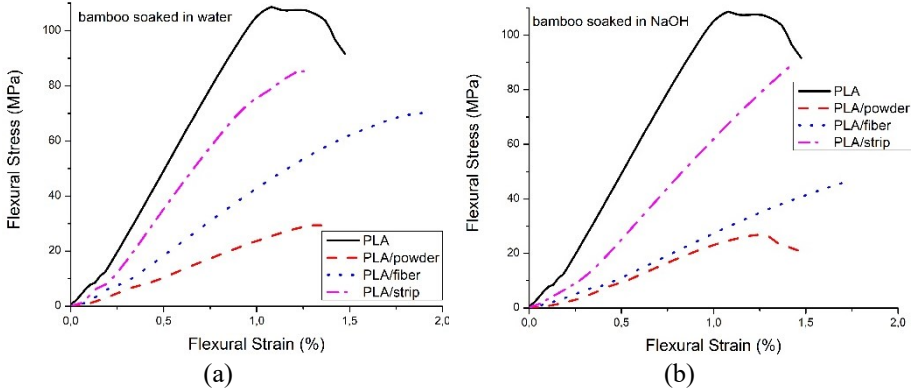 bamboo soaked in water
100
80
60
40
20
0
Flexural Stress (MPa)
0,0 0,5 1,0 1,5 2,0
Flexural Strain (%)
PLA
PLA/powder
PLA/fiber
PLA/strip
(a)
bamboo soaked in NaOH
100
80
60
40
20
0
Flexural Stress (MPa)
0,0 0,5 1,0 1,5 2,0
Flexural Strain (%)
PLA
PLA/powder
PLA/fiber
PLA/strip
(b)